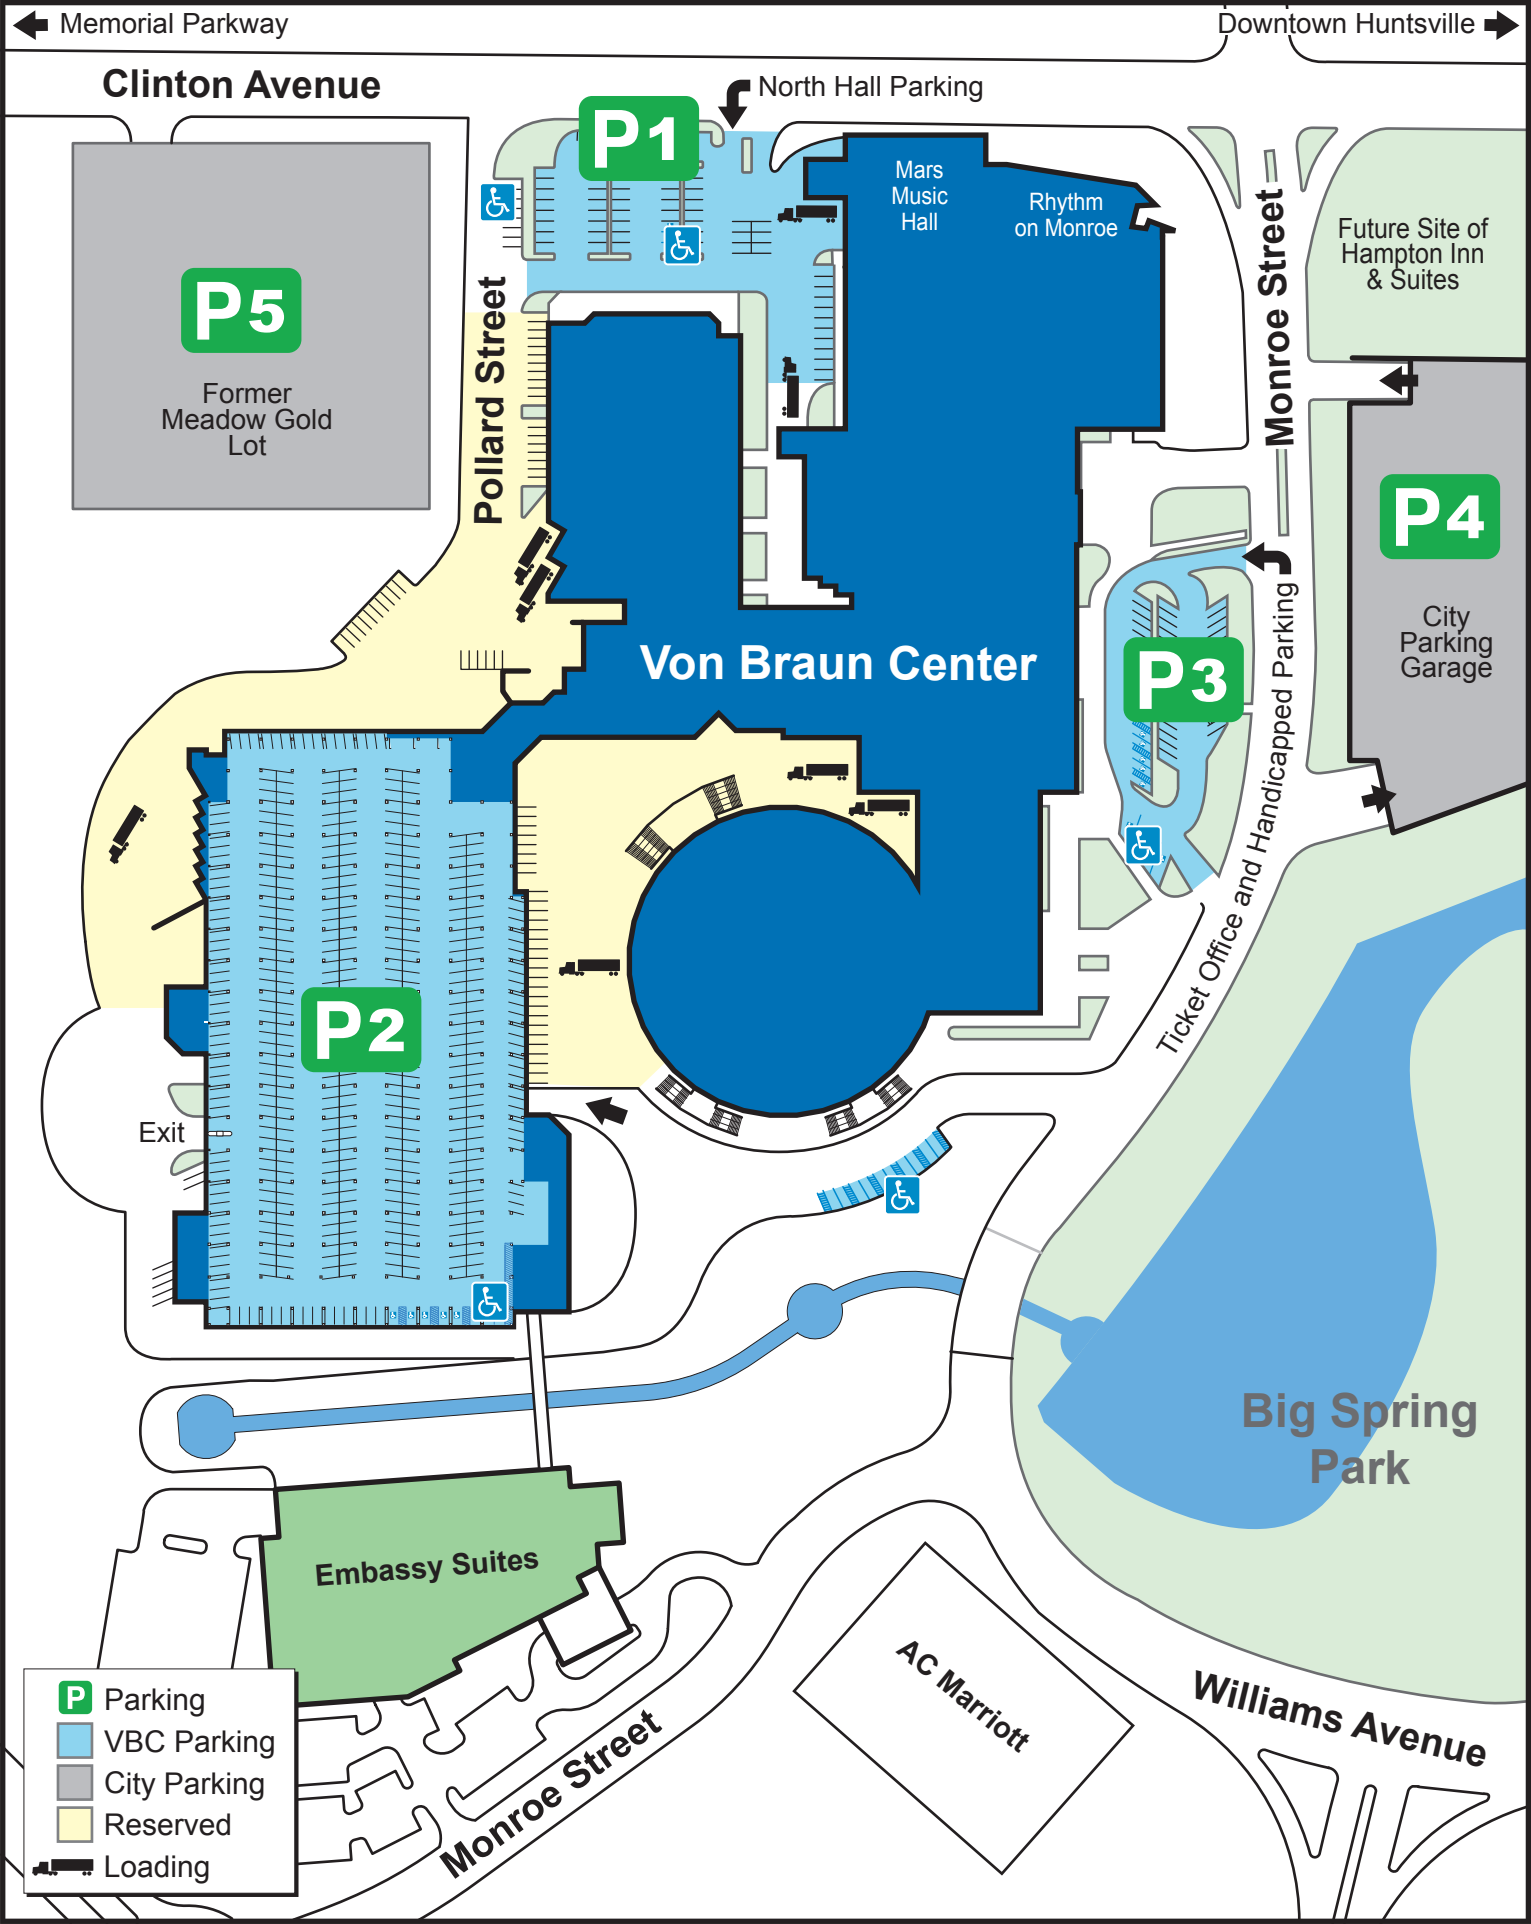 Memorial Parkway
Downtown Huntsville
Clinton Avenue
North Hall Parking
P1
Mars
Music
Hall
Rhythm
on Monroe
Monroe Street
Future Site of
Hampton Inn
& Suites
P5
Former
Meadow Gold
Lot
Pollard Street
P4
City
Parking
Garage
Von Braun Center
P3
Ticket Office and Handicapped Parking
P2
Exit
Big Spring
Park
Embassy Suites
AC Marriott
Williams Avenue
Monroe Street
P Parking
VBC Parking
City Parking
Reserved
Loading